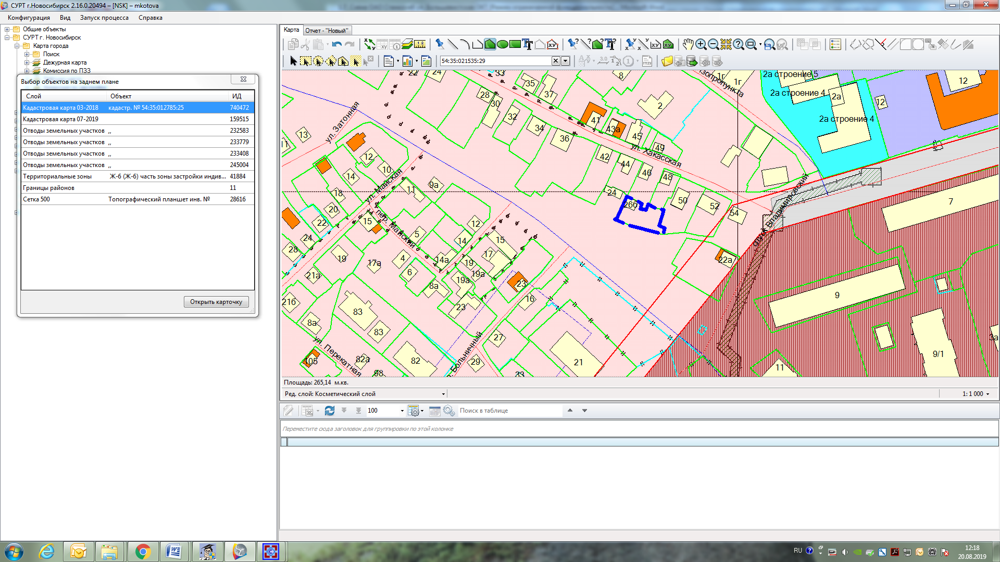 СУРТ г.Новосибирск 2.16.0.20494 – [NSK] – mkotova
Конфигурация Вид Запуск процесса Справка
Общие объекты
СУРТ г. Новосибирск
Карта города
Поиск
Дежурная карта
Комиссия по ПЗЗ
Выбор объектов на заднем плане
Слой Объект ИД
Кадастровая карта 03-2018 кадастр. № 54:35:012785:25 740472
Кадастровая карта 07-2019 159515
Отводы земельных участков ,, 232583
Отводы земельных участков ,, 233779
Отводы земельных участков ,, 233408
Отводы земельных участков ,, 245004
Территориальные зоны Ж-6 (Ж-6) часть зоны застройки индив... 41884
Границы районов 11
Сетка 500 Топографический планшет инв. № 28616
Открыть карточку
Карта Отчет - "Новый"
54:35:021535:29
22 24 33 35 37 8 1г 1г
изопропункта
2а строение 5
2а строение 4
2а
12
12
2а строение 4
28 30 32 34 36 2
41 43а 45 49
ул. Затонная
13 11
ул. Хакасская
42 44 46 48
12 10 14 18 20 22 24 28
ул. Майская
11 9а
24 26б 50 52 54
спуск Владимировский
7
15
пер. Майский
5 12 14 15 17
19 17а 4 6 14а 19 19а
22а
21а 8а 19а 23 23
9
21б 83 16
8а 83 27
ул. Перекатная
105 82а 98 82 29 33 21
Больничный
11 9/1 3а
Площадь: 265,14 м.кв.
Ред. слой: Косметический слой 1: 1 000
100 Поиск в таблице
Переместите сюда заголовок для группировки по этой колонке
RU
12:18
20.08.2019